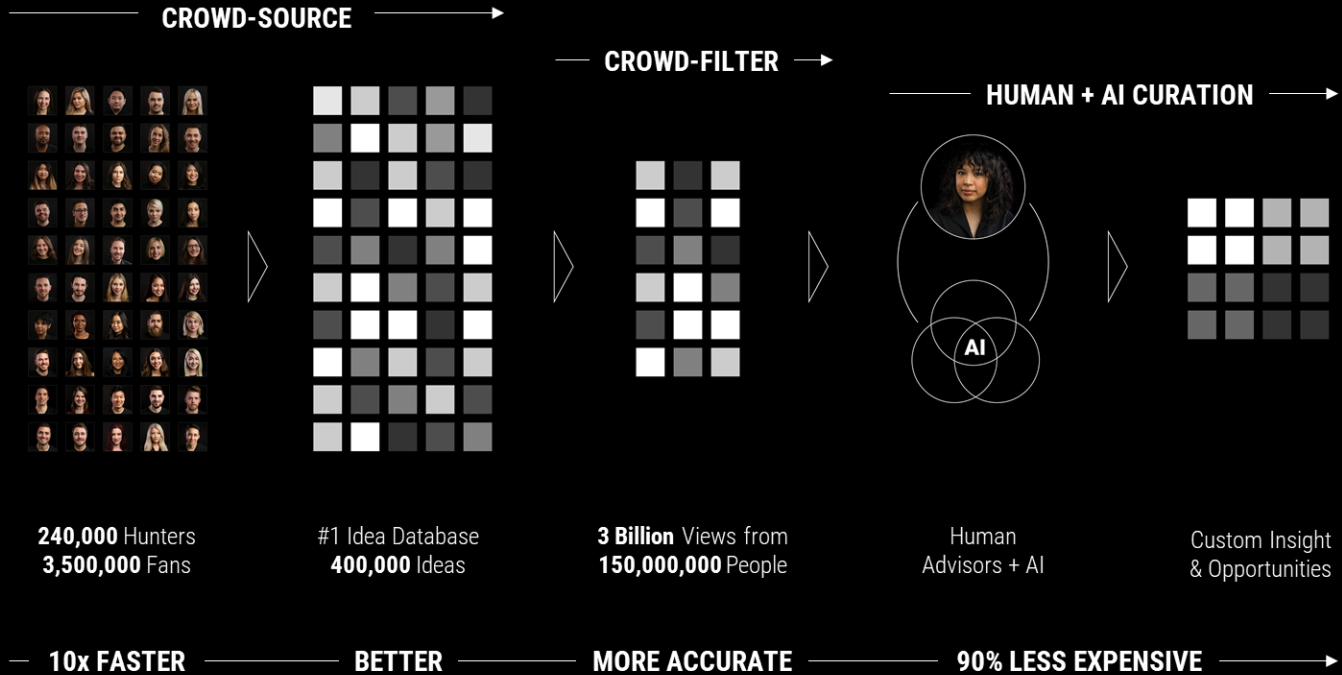 CROWD-SOURCE
CROWD-FILTER
HUMAN + AI CURATION
AI
240,000 Hunters
3,500,000 Fans
#1 Idea Database
400,000 Ideas
3 Billion Views from
150,000,000 People
Human
Advisors + AI
Custom Insight
& Opportunities
10x FASTER
BETTER
MORE ACCURATE
90% LESS EXPENSIVE